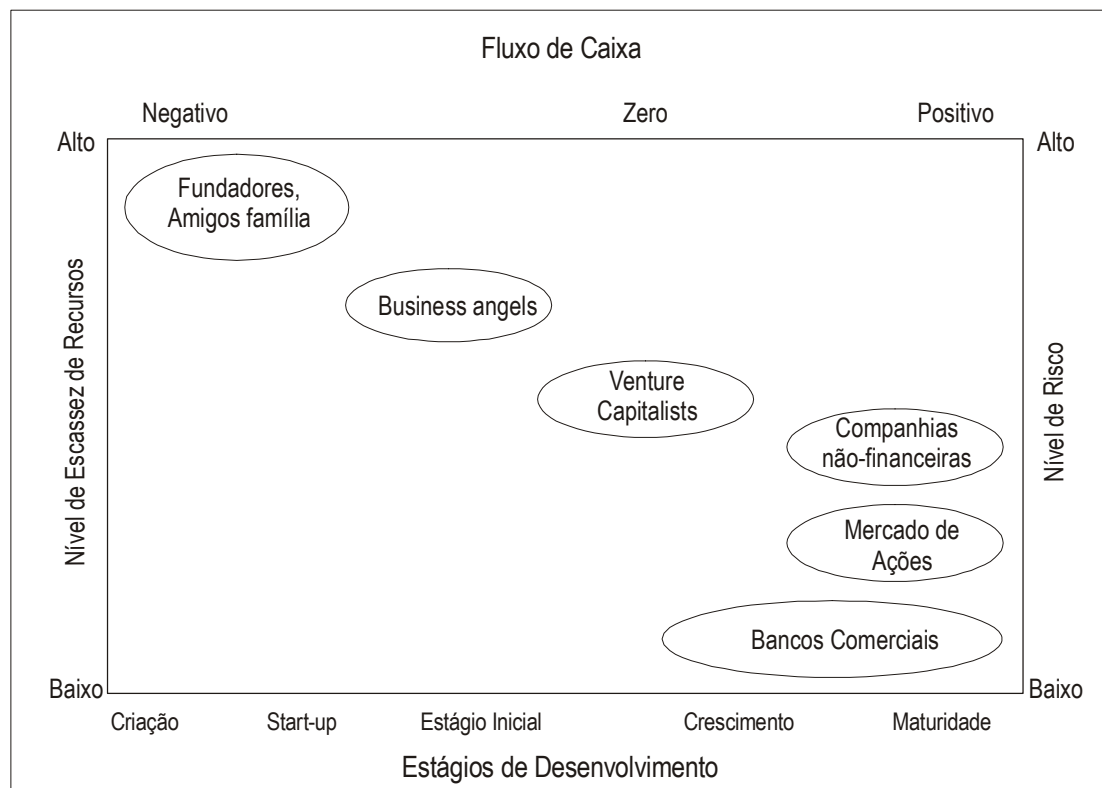 Fluxo de Caixa
Negativo
Zero
Positivo
Alto
Alto
Fundadores,
Amigos família
Business angels
Venture
Capitalists
Companhias
não-financeiras
Mercado de
Ações
Bancos Comerciais
Nível de Escassez de Recursos
Nível de Risco
Baixo
Baixo
Criação
Start-up
Estágio Inicial
Crescimento
Maturidade
Estágios de Desenvolvimento